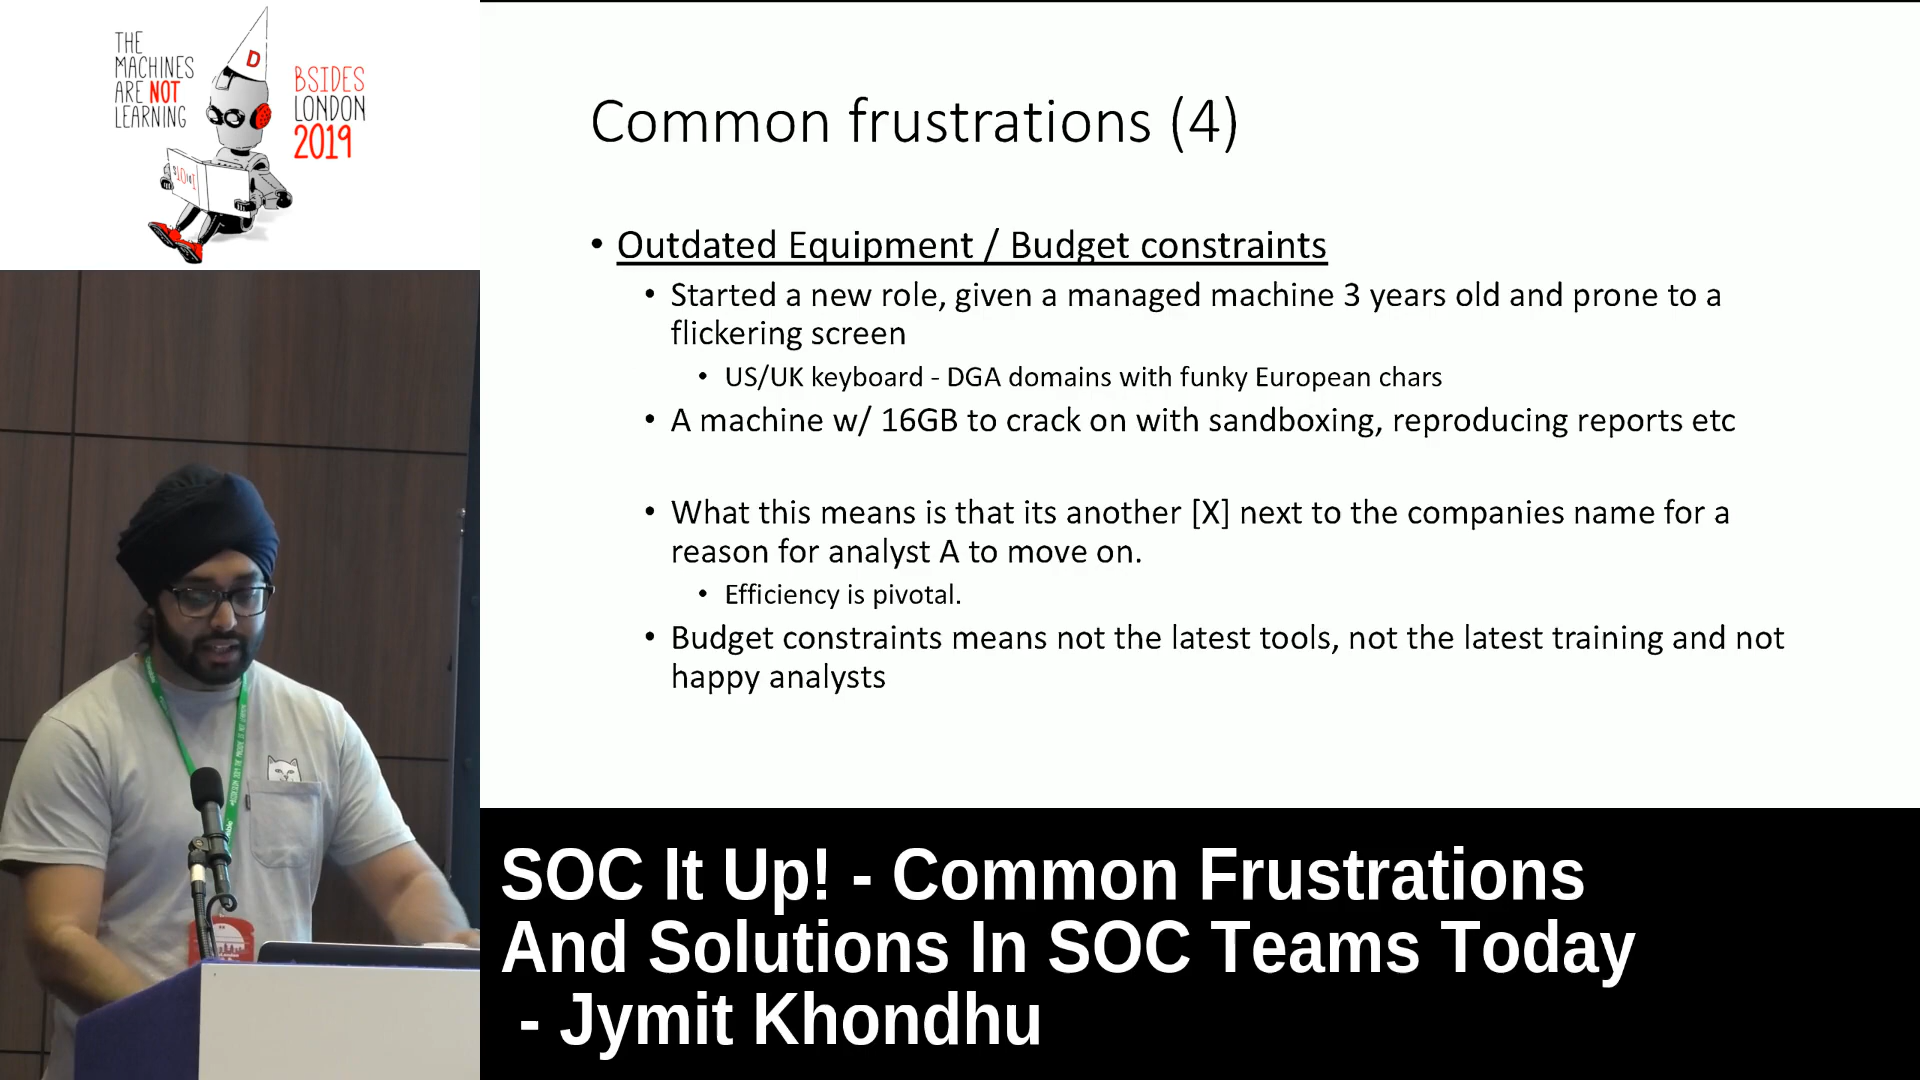 THE
MACHINES
ARE NOT
LEARNING
D
BSIDES
LONDON
2019
Common frustrations (4)
• Outdated Equipment / Budget constraints
• Started a new role, given a managed machine 3 years old and prone to a
flickering screen
• US/UK keyboard - DGA domains with funky European chars
• A machine w/ 16GB to crack on with sandboxing, reproducing reports etc
• What this means is that its another [X] next to the companies name for a
reason for analyst A to move on.
• Efficiency is pivotal.
• Budget constraints means not the latest tools, not the latest training and not
happy analysts
SOC It Up! - Common Frustrations
And Solutions In SOC Teams Today
- Jymit Khondhu